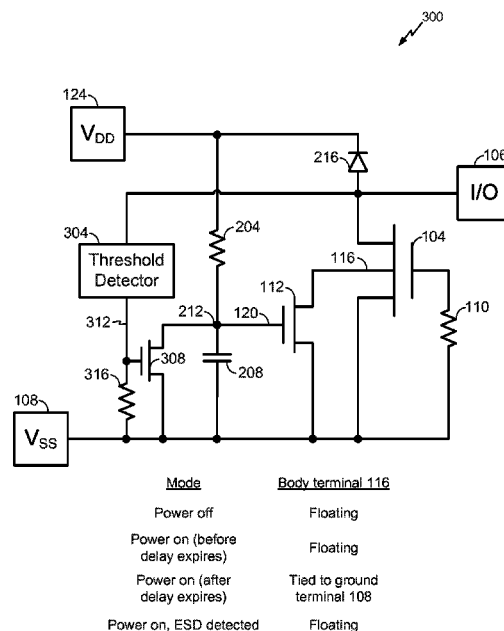 300
124
V_DD
216
106
I/O
304
Threshold
Detector
204
104
116
112
110
312
212
120
308
208
316
108
V_SS
Mode Body terminal 116
Power off Floating
Power on (before
delay expires) Floating
Power on (after
delay expires) Tied to ground
terminal 108
Power on, ESD detected Floating